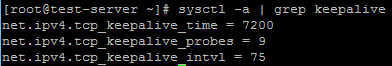 [root@test-server ~]# sysctl -a | grep keepalive
net.ipv4.tcp_keepalive_time = 7200
net.ipv4.tcp_keepalive_probes = 9
net.ipv4.tcp_keepalive_intvl = 75